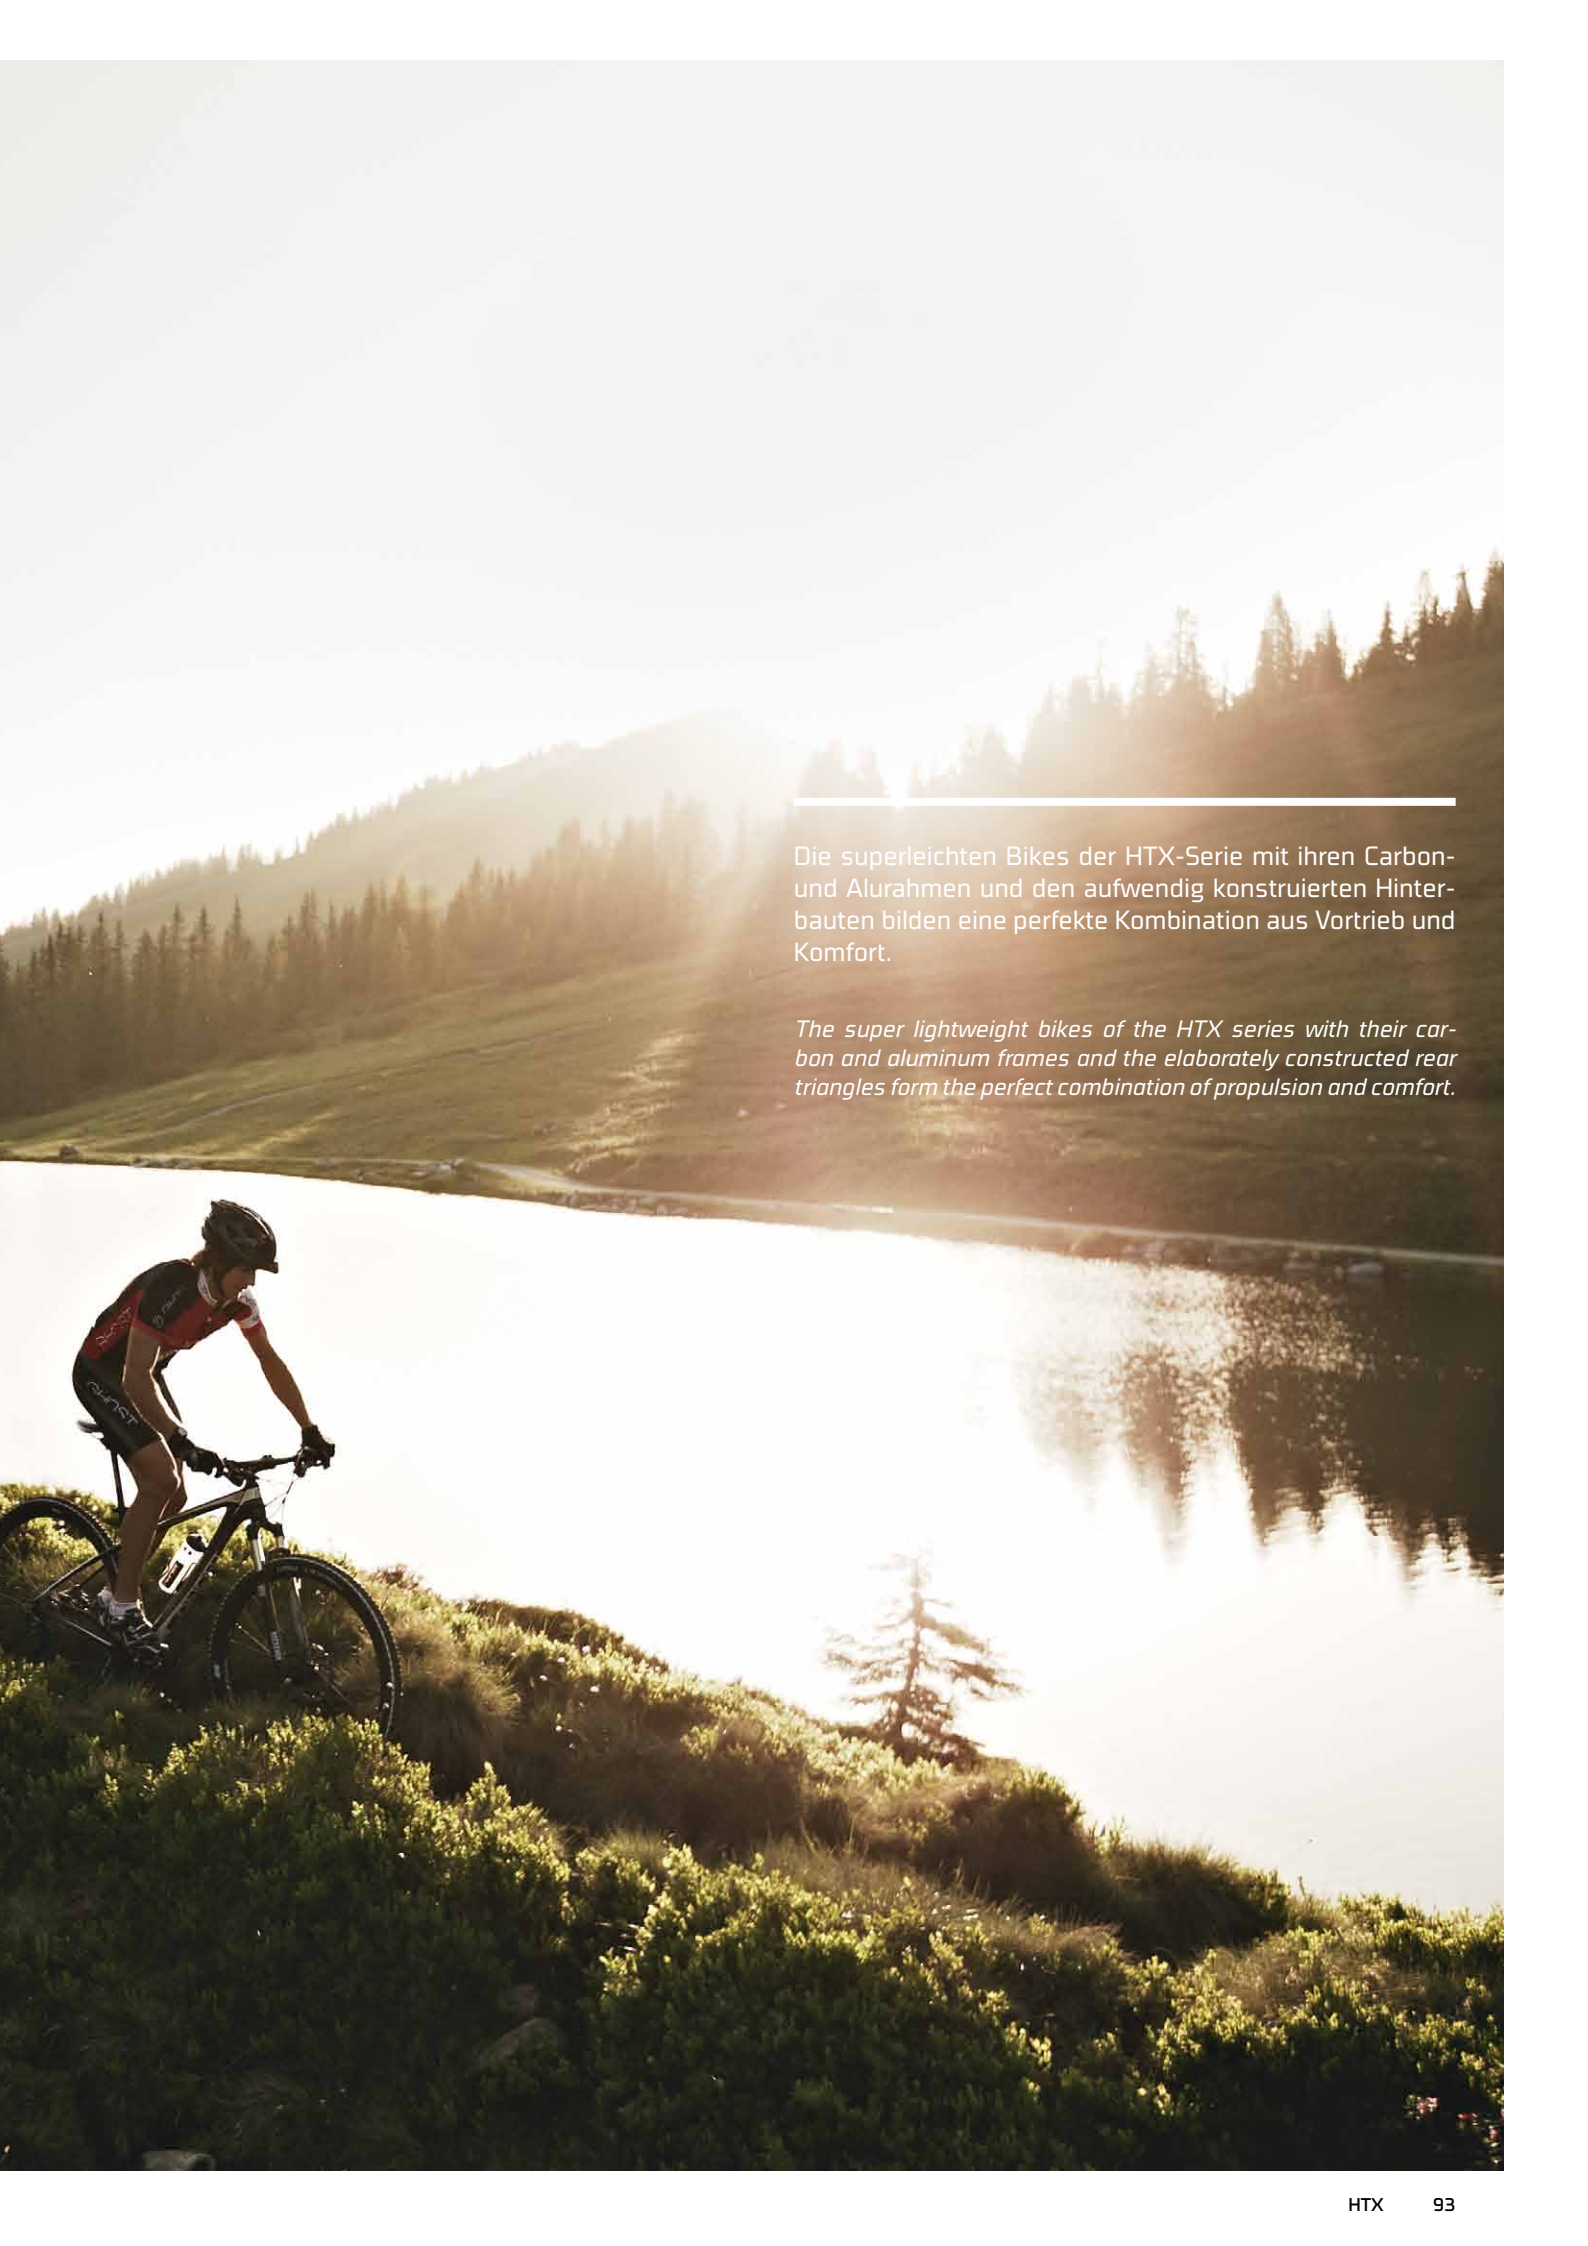 Die superleichten Bikes der HTX-Serie mit ihren Carbon-
und Alurahmen und den aufwendig konstruierten Hinter-
bauten bilden eine perfekte Kombination aus Vortrieb und
Komfort.
The super lightweight bikes of the HTX series with their car-
bon and aluminum frames and the elaborately constructed rear
triangles form the perfect combination of propulsion and comfort.
GHOST
GHOST
HTX 93